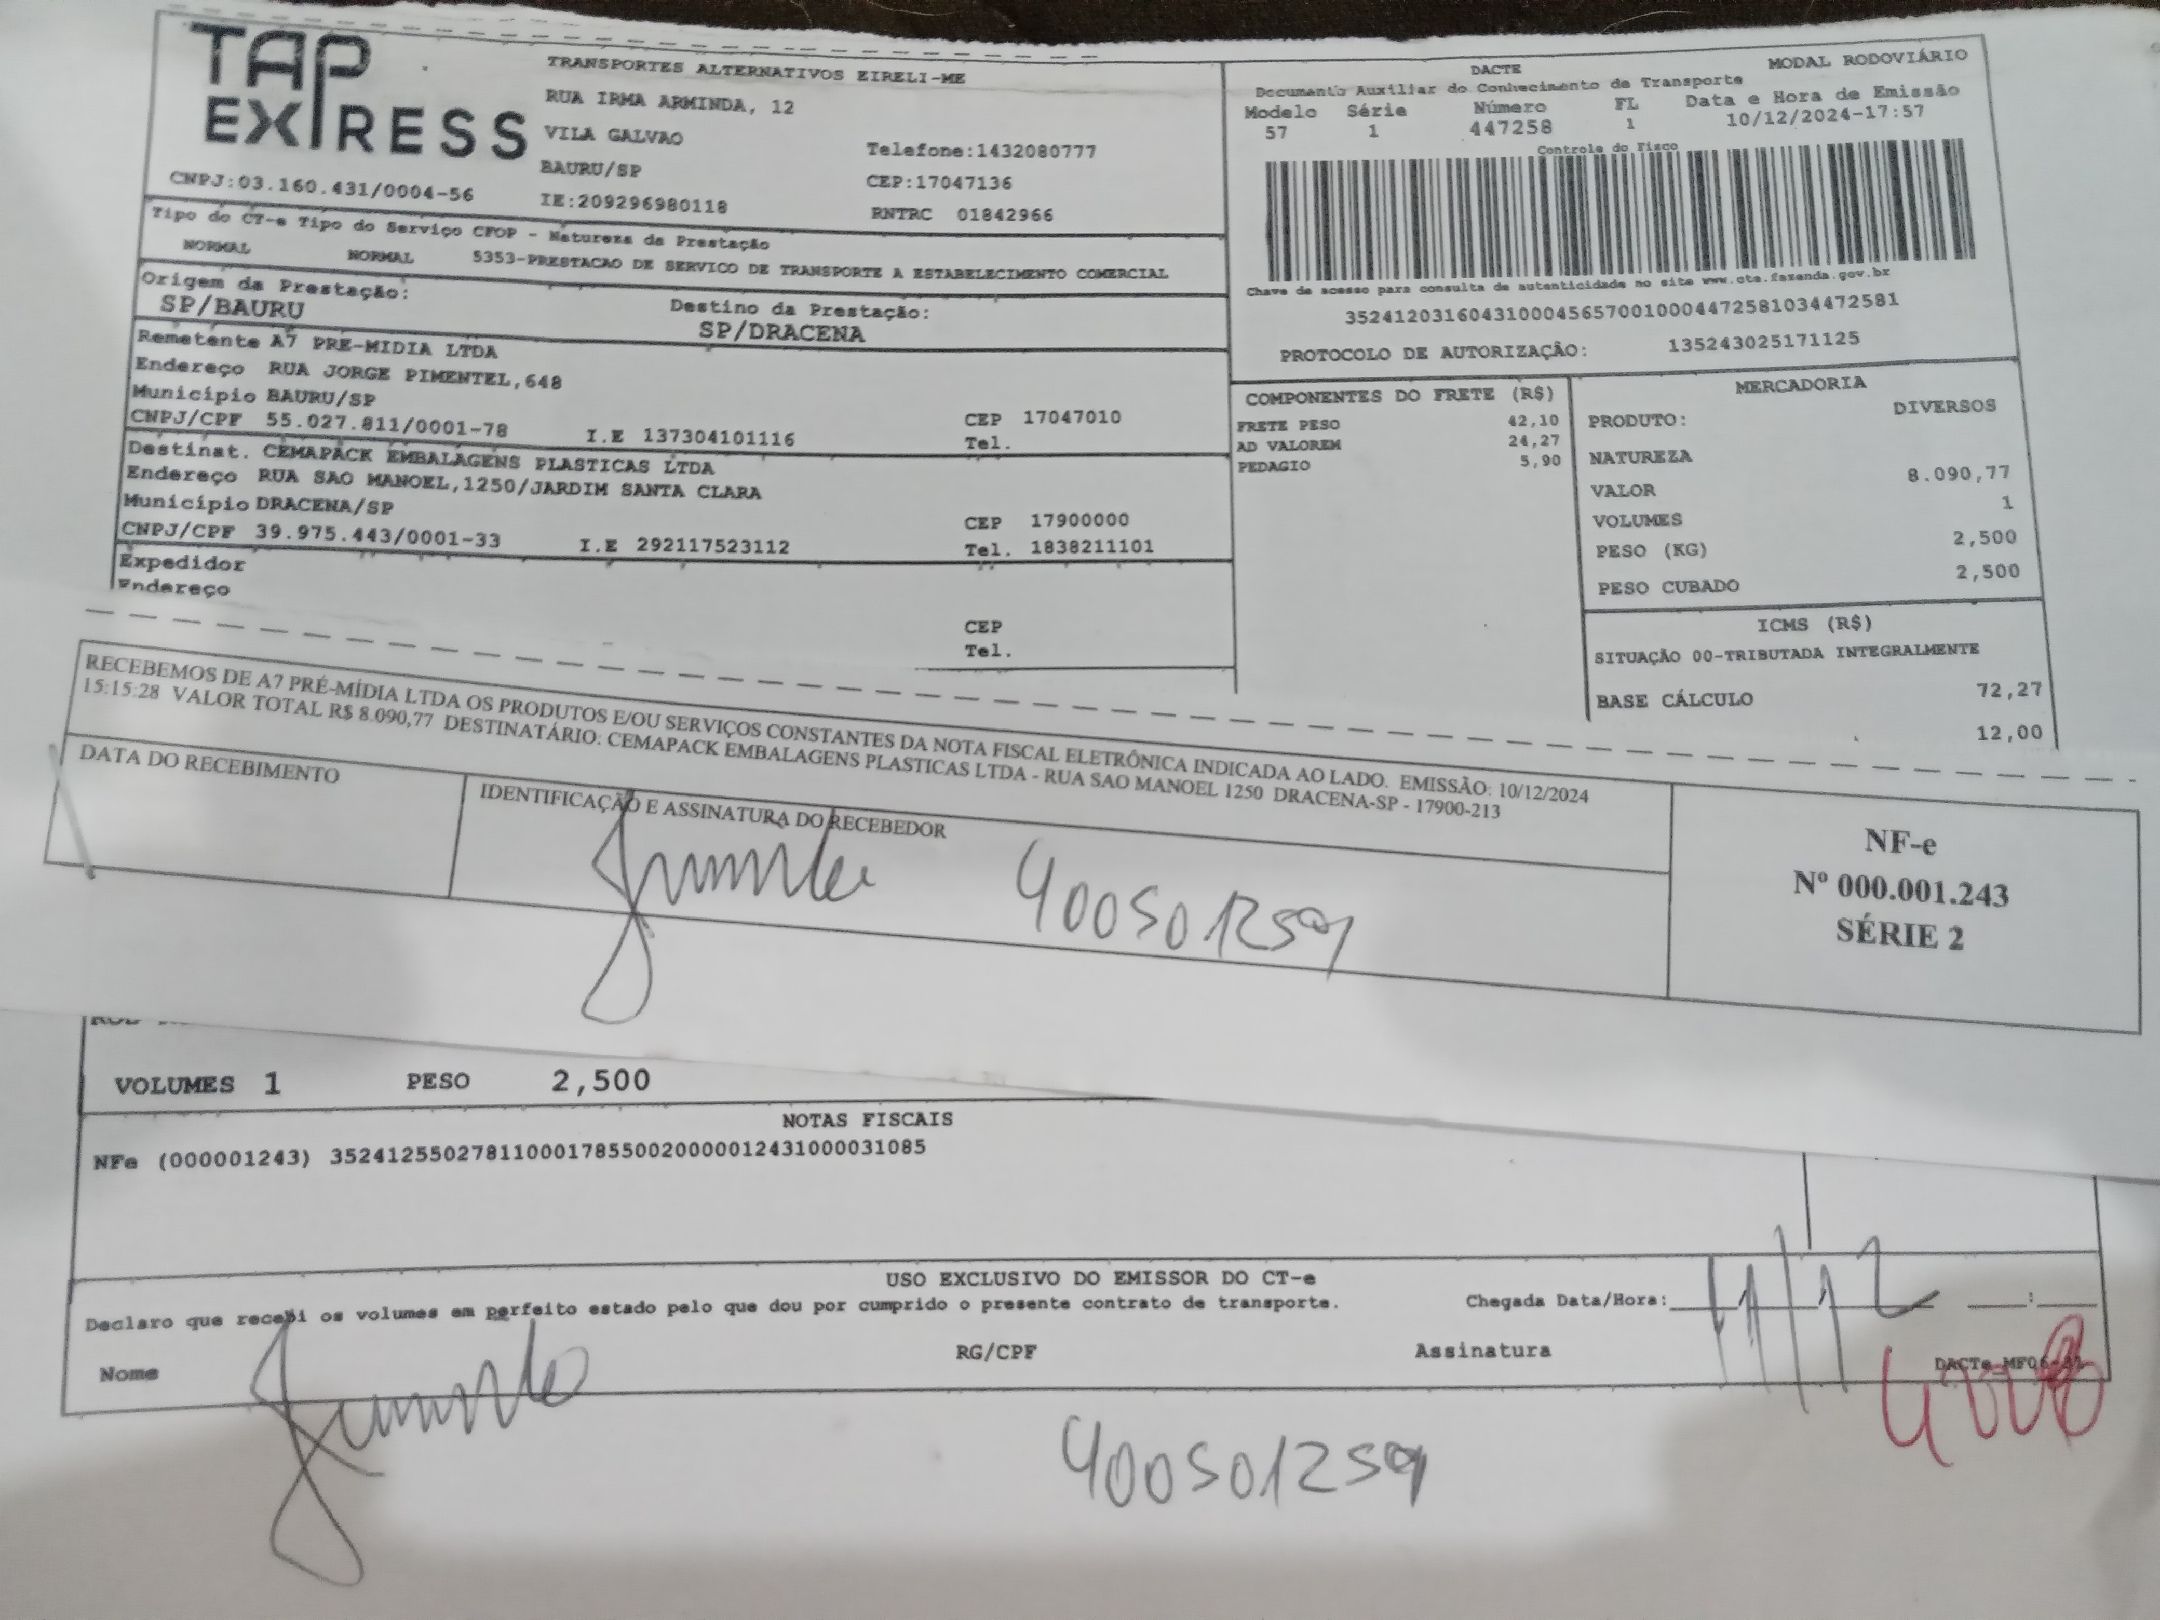 TAP EXPRESS
TRANSPORTES ALTERNATIVOS EIRELI-ME
RUA IRMA ARMINDA, 12
VILA GALVAO
Telefone:1432080777
BAURU/SP
CEP:17047136
CNPJ:03.160.431/0004-56
IE:209296980118
RNTRC 01842966
DACTE
MODAL RODOVIÁRIO
Documento Auxiliar do Conhecimento de Transporte
Modelo Série Número FL Data e Hora de Emissão
57 1 447258 1 10/12/2024-17:57
Controle do Fisco
Chave de acesso para consulta de autenticidade no site www.cte.fazenda.gov.br
35241203160431000456570010004472581034472581
PROTOCOLO DE AUTORIZAÇÃO: 135243025171125
Tipo do CT-e Tipo do Serviço CFOP - Natureza da Prestação
NORMAL NORMAL 5353-PRESTACAO DE SERVICO DE TRANSPORTE A ESTABELECIMENTO COMERCIAL
Origem da Prestação: Destino da Prestação:
SP/BAURU SP/DRACENA
Remetente A7 PRE-MIDIA LTDA
Endereço RUA JORGE PIMENTEL,648
Município BAURU/SP CEP 17047010
CNPJ/CPF 55.027.811/0001-78 I.E 137304101116 Tel.
Destinat. CEMAPACK EMBALAGENS PLASTICAS LTDA
Endereço RUA SAO MANOEL,1250/JARDIM SANTA CLARA
Município DRACENA/SP CEP 17900000
CNPJ/CPF 39.975.443/0001-33 I.E 292117523112 Tel. 1838211101
Expedidor
Endereço
CEP
Tel.
COMPONENTES DO FRETE (R$)
FRETE PESO 42,10
AD VALOREM 24,27
PEDAGIO 5,90
MERCADORIA
PRODUTO: DIVERSOS
NATUREZA
VALOR 8.090,77
VOLUMES 1
PESO (KG) 2,500
PESO CUBADO 2,500
ICMS (R$)
SITUAÇÃO 00-TRIBUTADA INTEGRALMENTE
BASE CÁLCULO 72,27
12,00
RECEBEMOS DE A7 PRÉ-MÍDIA LTDA OS PRODUTOS E/OU SERVIÇOS CONSTANTES DA NOTA FISCAL ELETRÔNICA INDICADA AO LADO. EMISSÃO: 10/12/2024
15:15:28 VALOR TOTAL R$ 8.090,77 DESTINATÁRIO: CEMAPACK EMBALAGENS PLASTICAS LTDA - RUA SAO MANOEL 1250 DRACENA-SP - 17900-213
DATA DO RECEBIMENTO
IDENTIFICAÇÃO E ASSINATURA DO RECEBEDOR
400501259
NF-e
Nº 000.001.243
SÉRIE 2
VOLUMES 1 PESO 2,500
NOTAS FISCAIS
NFe (000001243) 35241255027811000178550020000012431000031085
USO EXCLUSIVO DO EMISSOR DO CT-e
Declaro que recebi os volumes em perfeito estado pelo que dou por cumprido o presente contrato de transporte.
Chegada Data/Hora: 11/12 :
Nome RG/CPF Assinatura
400501259